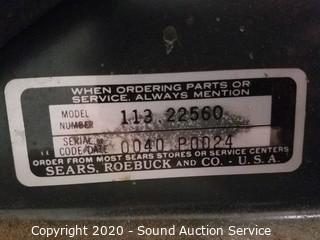 WHEN ORDERING PARTS OR
SERVICE, ALWAYS MENTION
MODEL
NUMBER
113 22560
SERIAL
CODE/DATE
0040 P0024
ORDER FROM MOST SEARS STORES OR SERVICE CENTERS
SEARS, ROEBUCK AND CO. - U.S.A.
Copyright 2020 - Sound Auction Service